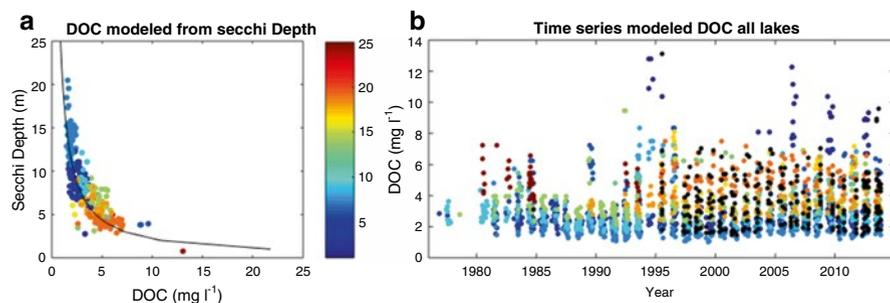 a
DOC modeled from secchi Depth
25
20
15
10
5
0
Secchi Depth (m)
0 5 10 15 20 25
DOC (mg l-1)
25
20
15
10
5
b
Time series modeled DOC all lakes
14
12
10
8
6
4
2
0
DOC (mg l-1)
1980 1985 1990 1995 2000 2005 2010
Year